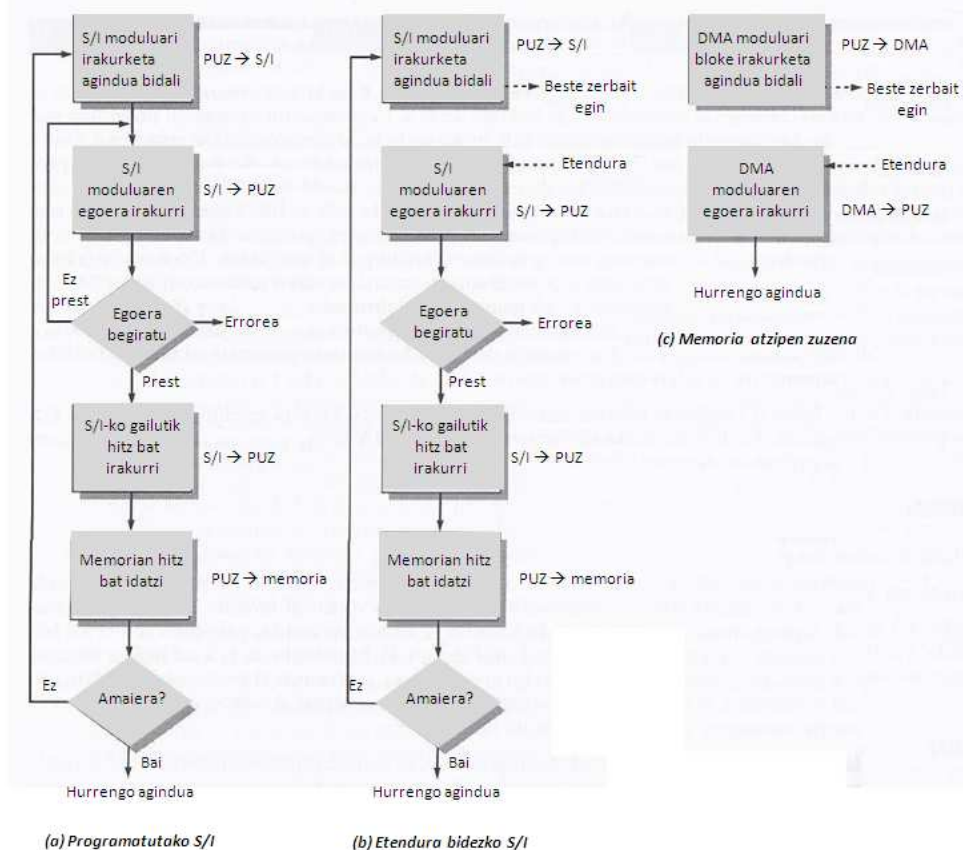 S/I moduluari
irakurketa
agindua bidali
PUZ → S/I
S/I
moduluaren
egoera irakurri
S/I → PUZ
Ez
prest
Egoera
begiratu
Errorea
Prest
S/I-ko gailutik
hitz bat
irakurri
S/I → PUZ
Memorian hitz
bat idatzi
PUZ → memoria
Ez
Amaiera?
Bai
Hurrengo agindua
(a) Programatutako S/I
S/I moduluari
irakurketa
agindua bidali
PUZ → S/I
Beste zerbait
egin
S/I
moduluaren
egoera irakurri
Etendura
S/I → PUZ
Egoera
begiratu
Errorea
Prest
S/I-ko gailutik
hitz bat
irakurri
S/I → PUZ
Memorian hitz
bat idatzi
PUZ → memoria
Ez
Amaiera?
Bai
Hurrengo agindua
(b) Etendura bidezko S/I
DMA moduluari
bloke irakurketa
agindua bidali
PUZ → DMA
Beste zerbait
egin
DMA
moduluaren
egoera irakurri
Etendura
DMA → PUZ
Hurrengo agindua
(c) Memoria atzipen zuzena